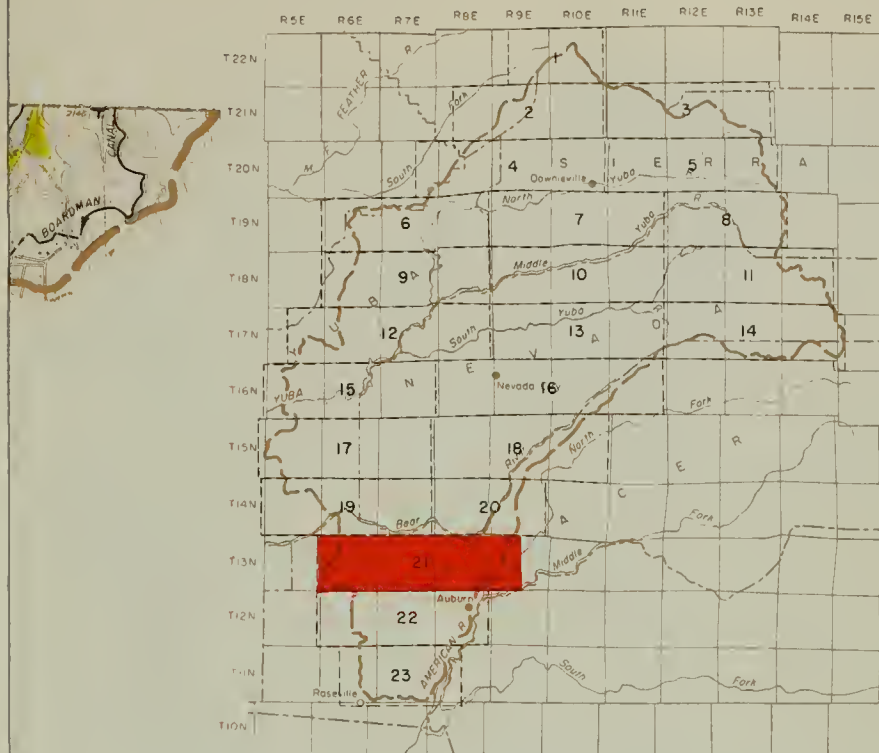 R5E R6E R7E R8E R9E R10E R11E R12E R13E R14E R15E
T22N
FEATHER R
Fork
1
T21N
2
3
2146
CANAL
BOARDMAN
T20N
M F
South
4
S I E R R A
Downieville
Yuba
5
R
T19N
6
North
7
Yuba
R
8
T18N
9
Middle
10
11
Y U B A
T17N
12
South
Yuba
13
14
N E V A D A
T16N
YUBA
15
Nevada City
16
Fork
T15N
17
18
River
North
P L A C E R
T14N
19
Bear
20
Fork
T13N
21
Middle
T12N
Auburn
22
AMERICAN R
T11N
23
Roseville
South
Fork
T10N